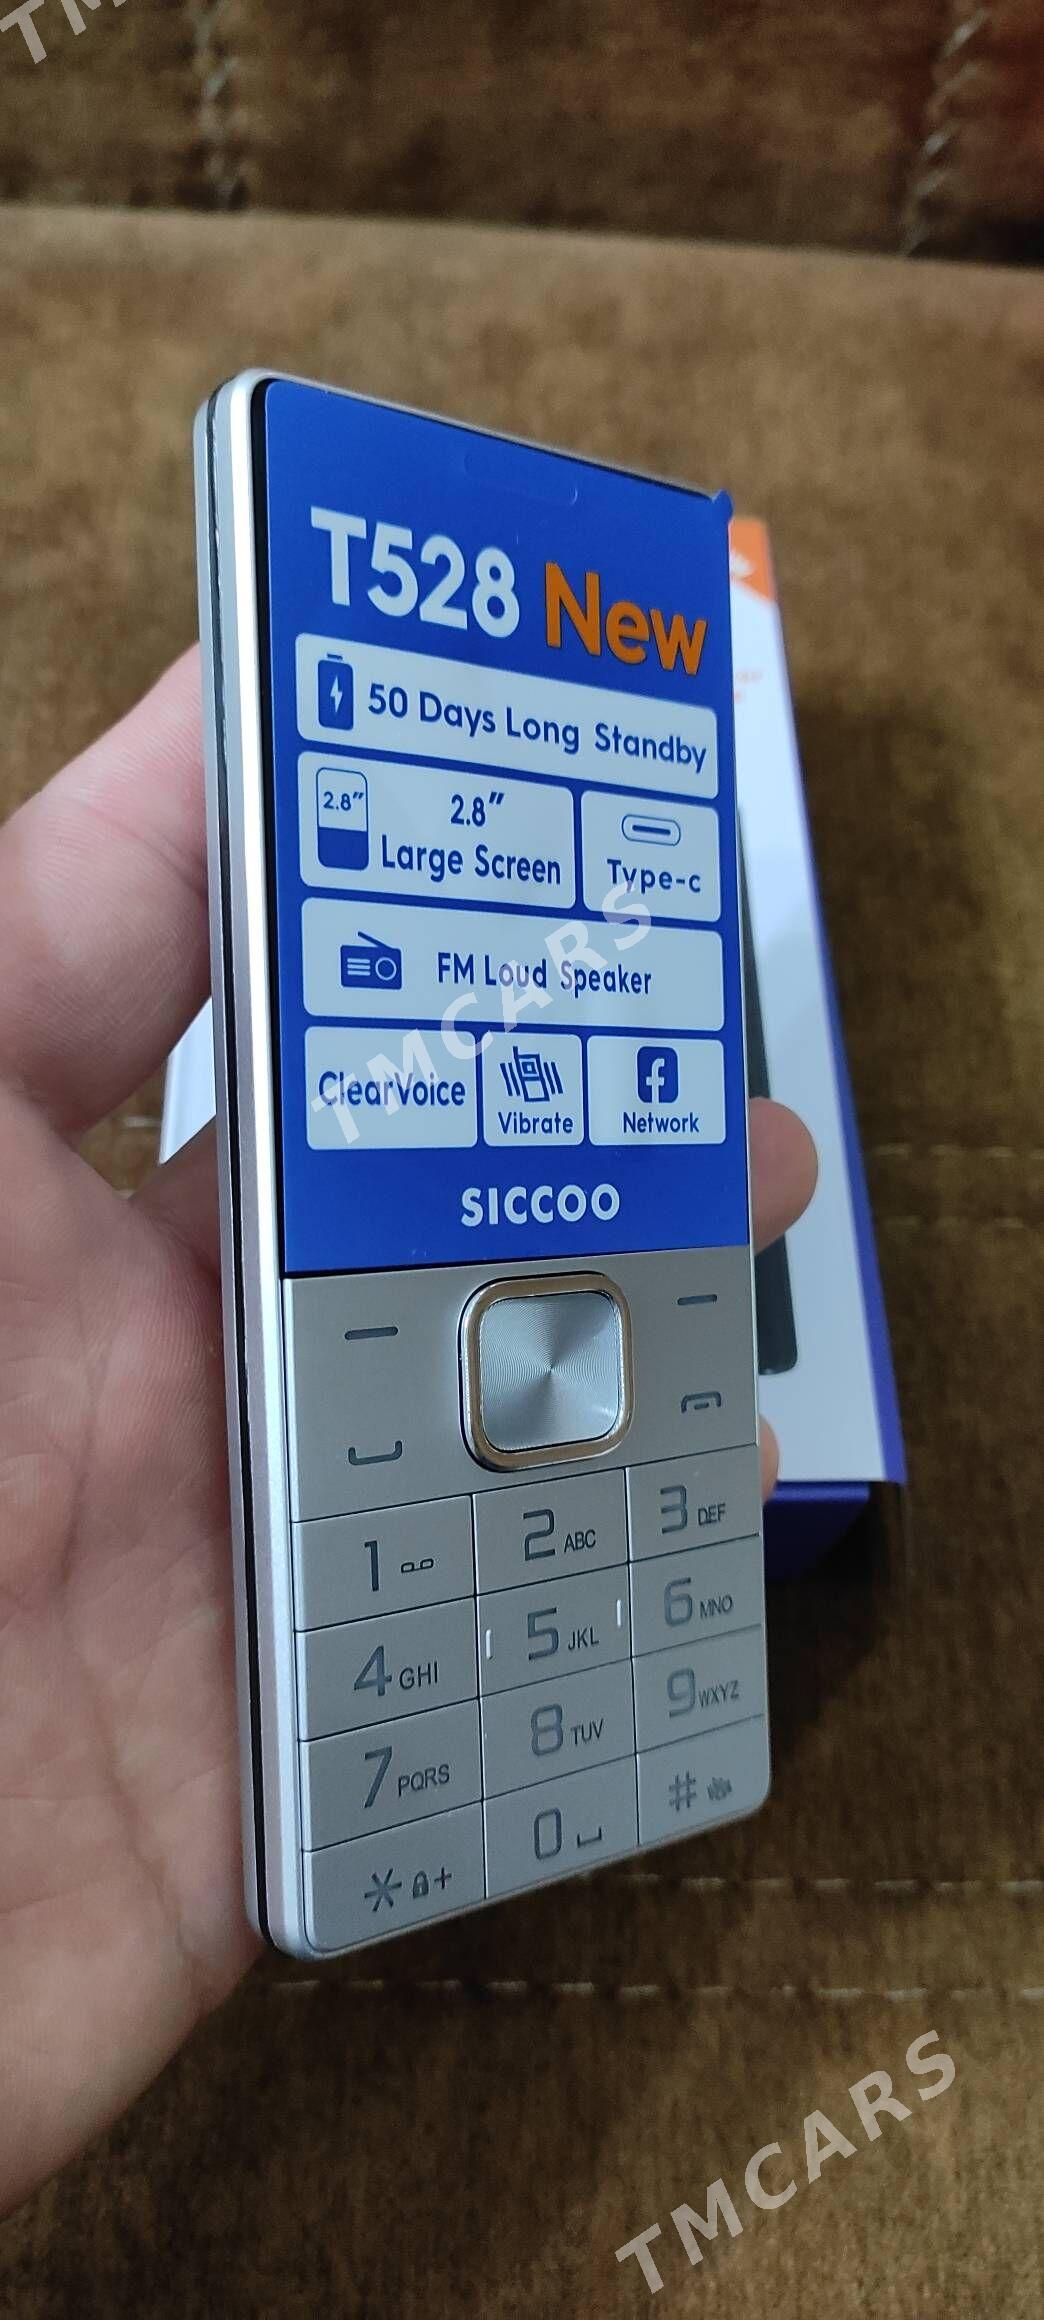 T528 New
50 Days Long Standby
2.8"
2.8"
Large Screen
Type-c
FM Loud Speaker
ClearVoice
Vibrate
Network
SICCOO
1
2 ABC
3 DEF
4 GHI
5 JKL
6 MNO
7 PQRS
8 TUV
9 WXYZ
* +
0
#
TMCARS
TMCARS
TM